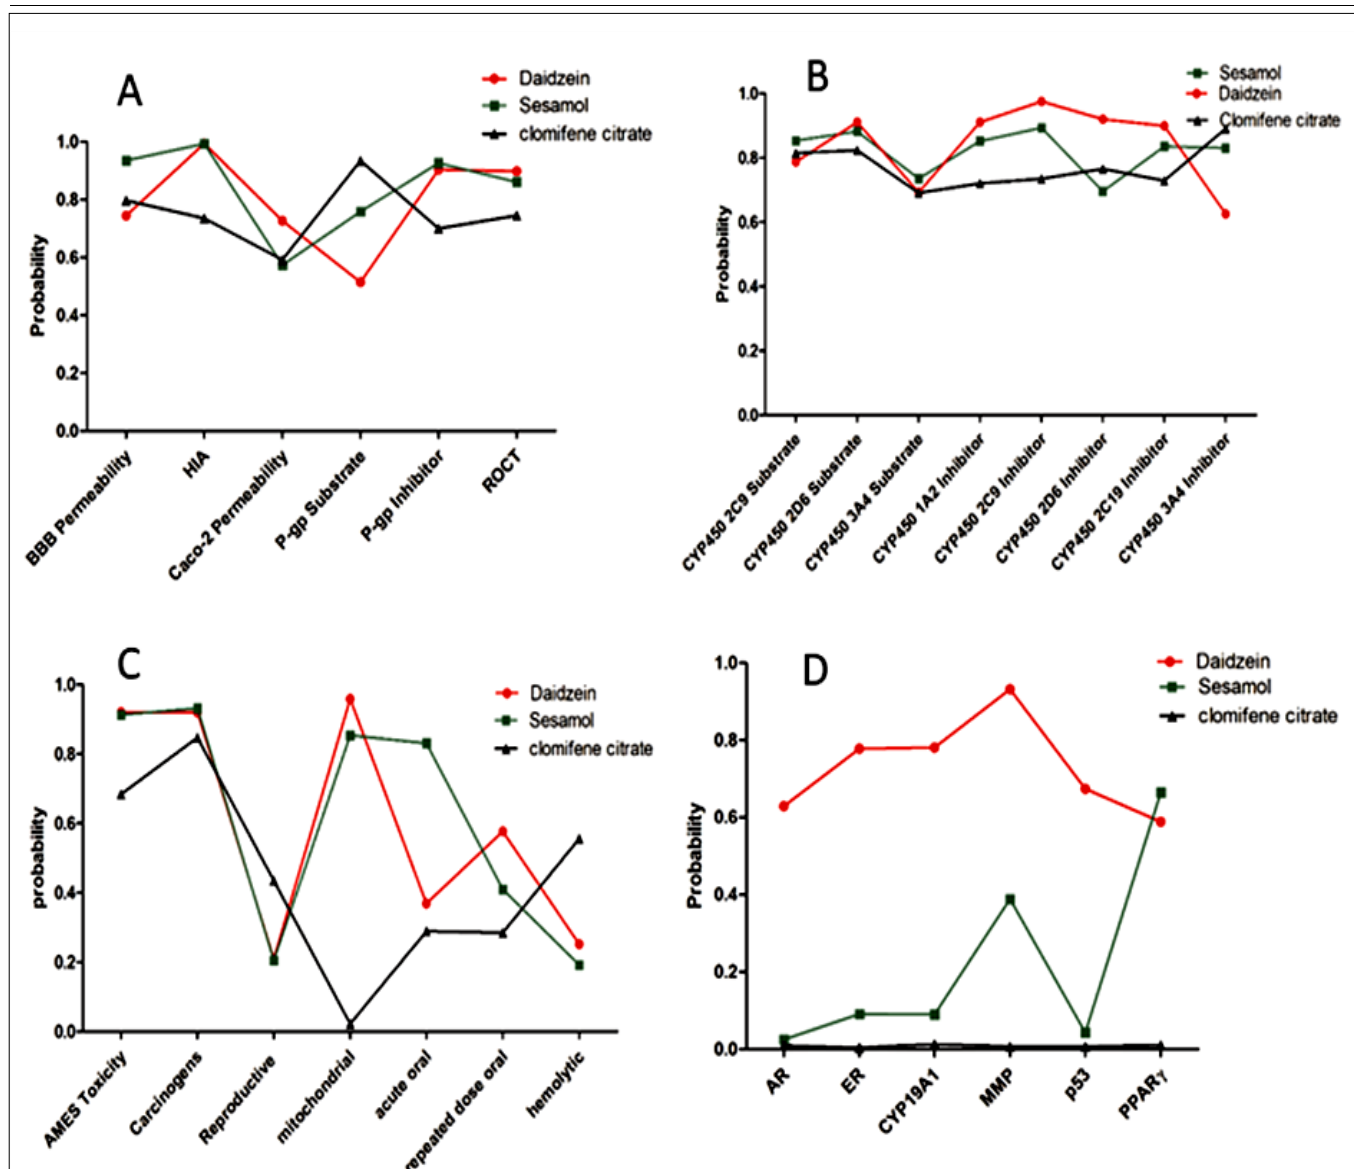 A
Daidzein
Sesamol
clomifene citrate
1.0
0.8
0.6
0.4
0.2
0.0
Probability
BBB Permeability
HIA
Caco-2 Permeability
P-gp Substrate
P-gp Inhibitor
ROCT
B
Sesamol
Daidzein
Clomifene citrate
1.0
0.8
0.6
0.4
0.2
0.0
Probability
CYP450 2C9 Substrate
CYP450 2D6 Substrate
CYP450 3A4 Substrate
CYP450 1A2 Inhibitor
CYP450 2C9 Inhibitor
CYP450 2D6 Inhibitor
CYP450 2C19 Inhibitor
CYP450 3A4 Inhibitor
C
Daidzein
Sesamol
clomifene citrate
1.0
0.8
0.6
0.4
0.2
0.0
probability
AMES Toxicity
Carcinogens
Reproductive
mitochondrial
acute oral
repeated dose oral
hemolytic
D
Daidzein
Sesamol
clomifene citrate
1.0
0.8
0.6
0.4
0.2
0.0
Probability
AR
ER
CYP19A1
MMP
p53
PPARγ